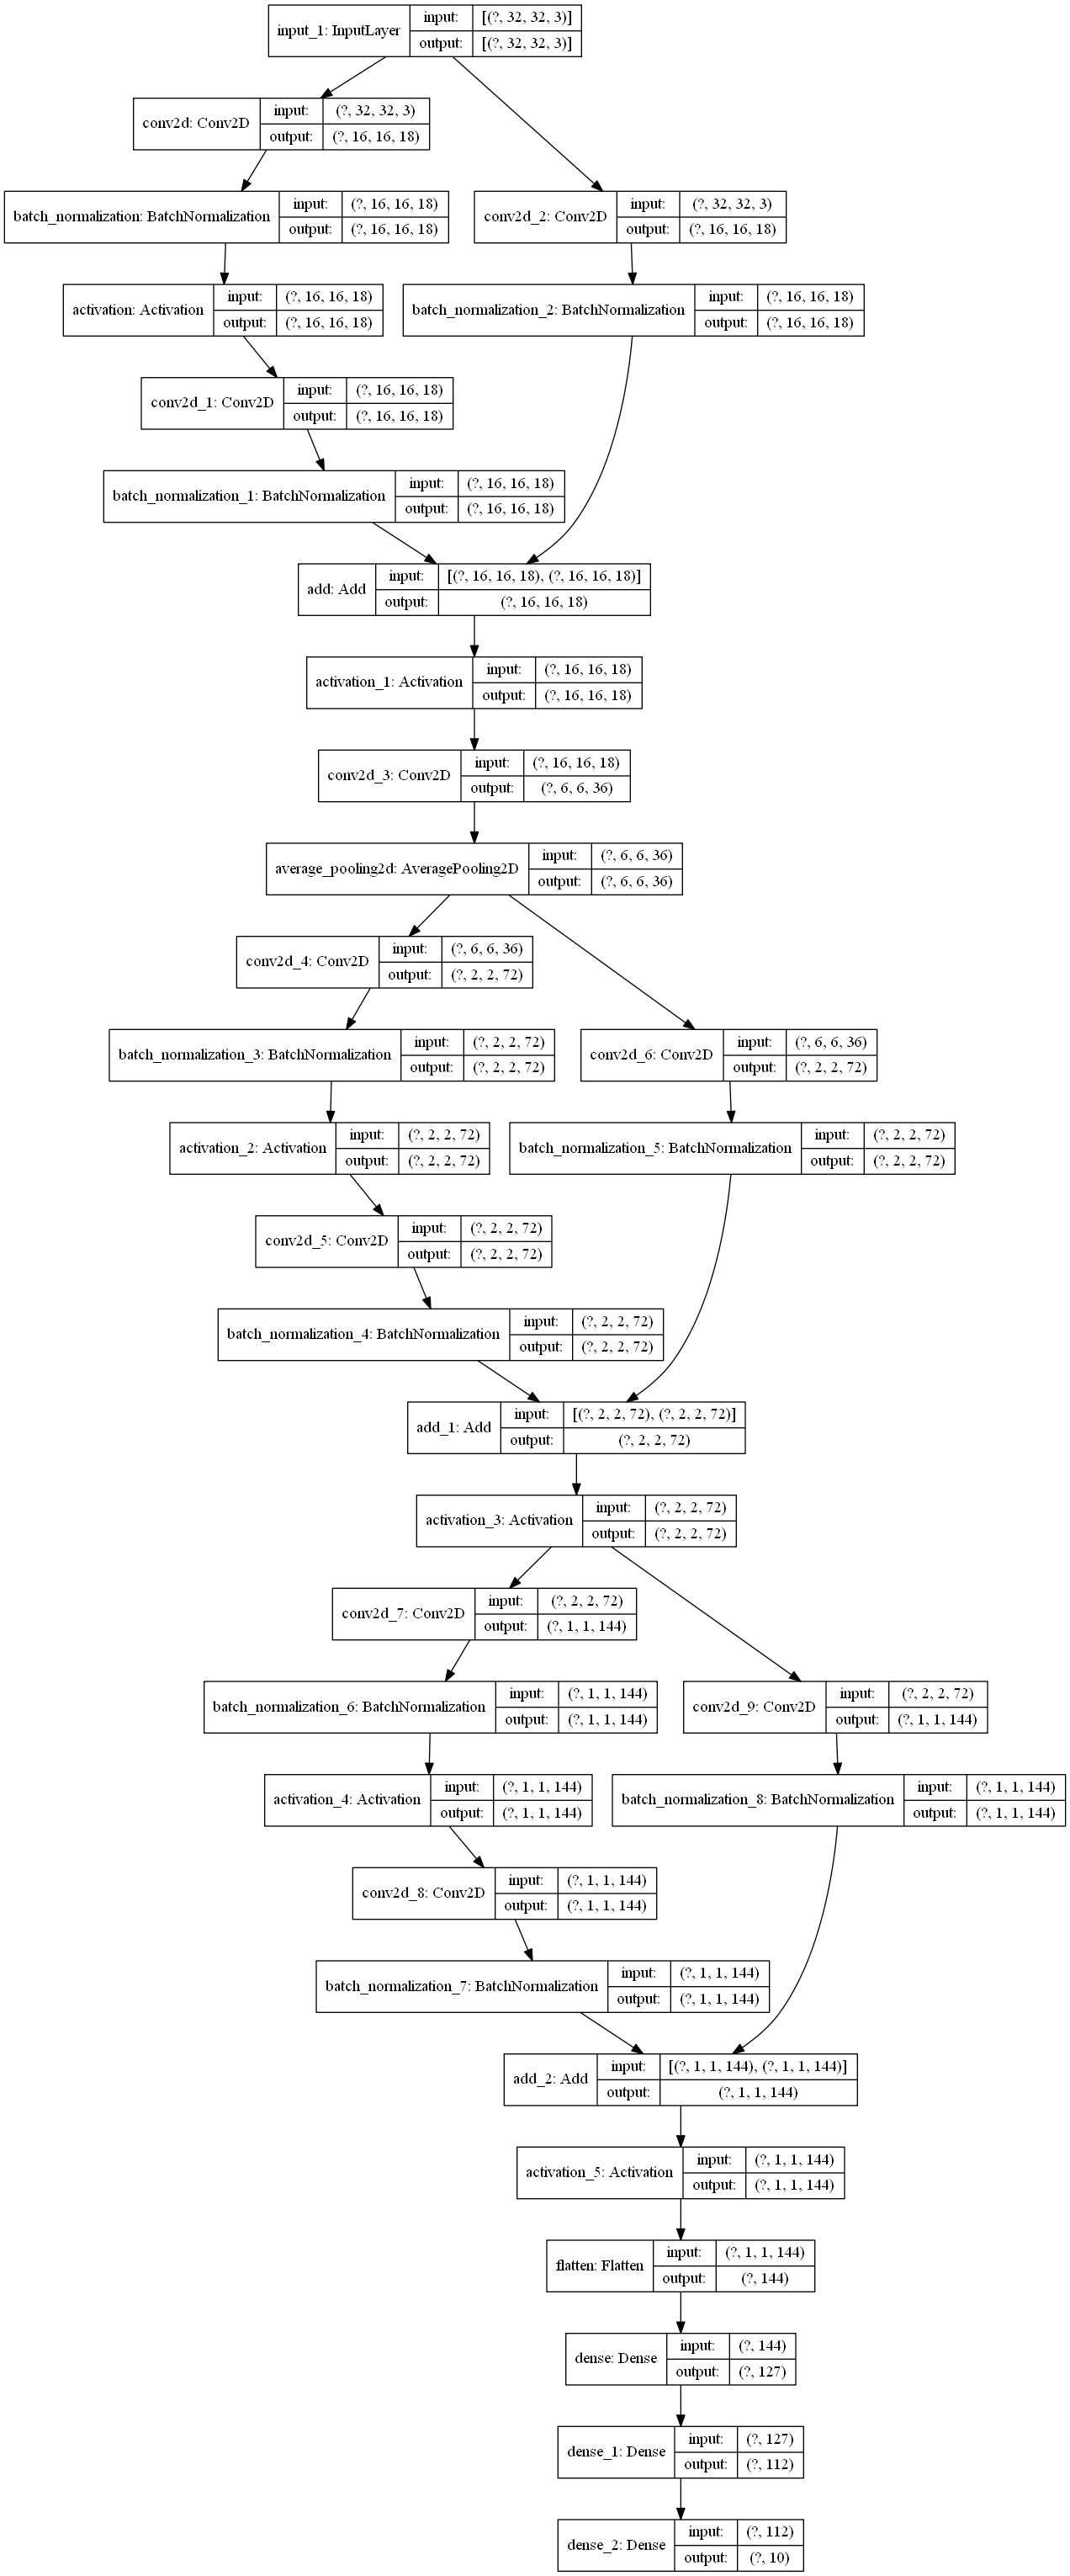 input_1: InputLayer
input: [(?, 32, 32, 3)]
output: [(?, 32, 32, 3)]
conv2d: Conv2D
input: (?, 32, 32, 3)
output: (?, 16, 16, 18)
batch_normalization: BatchNormalization
input: (?, 16, 16, 18)
output: (?, 16, 16, 18)
conv2d_2: Conv2D
input: (?, 32, 32, 3)
output: (?, 16, 16, 18)
activation: Activation
input: (?, 16, 16, 18)
output: (?, 16, 16, 18)
batch_normalization_2: BatchNormalization
input: (?, 16, 16, 18)
output: (?, 16, 16, 18)
conv2d_1: Conv2D
input: (?, 16, 16, 18)
output: (?, 16, 16, 18)
batch_normalization_1: BatchNormalization
input: (?, 16, 16, 18)
output: (?, 16, 16, 18)
add: Add
input: [(?, 16, 16, 18), (?, 16, 16, 18)]
output: (?, 16, 16, 18)
activation_1: Activation
input: (?, 16, 16, 18)
output: (?, 16, 16, 18)
conv2d_3: Conv2D
input: (?, 16, 16, 18)
output: (?, 6, 6, 36)
average_pooling2d: AveragePooling2D
input: (?, 6, 6, 36)
output: (?, 6, 6, 36)
conv2d_4: Conv2D
input: (?, 6, 6, 36)
output: (?, 2, 2, 72)
batch_normalization_3: BatchNormalization
input: (?, 2, 2, 72)
output: (?, 2, 2, 72)
conv2d_6: Conv2D
input: (?, 6, 6, 36)
output: (?, 2, 2, 72)
activation_2: Activation
input: (?, 2, 2, 72)
output: (?, 2, 2, 72)
batch_normalization_5: BatchNormalization
input: (?, 2, 2, 72)
output: (?, 2, 2, 72)
conv2d_5: Conv2D
input: (?, 2, 2, 72)
output: (?, 2, 2, 72)
batch_normalization_4: BatchNormalization
input: (?, 2, 2, 72)
output: (?, 2, 2, 72)
add_1: Add
input: [(?, 2, 2, 72), (?, 2, 2, 72)]
output: (?, 2, 2, 72)
activation_3: Activation
input: (?, 2, 2, 72)
output: (?, 2, 2, 72)
conv2d_7: Conv2D
input: (?, 2, 2, 72)
output: (?, 1, 1, 144)
batch_normalization_6: BatchNormalization
input: (?, 1, 1, 144)
output: (?, 1, 1, 144)
conv2d_9: Conv2D
input: (?, 2, 2, 72)
output: (?, 1, 1, 144)
activation_4: Activation
input: (?, 1, 1, 144)
output: (?, 1, 1, 144)
batch_normalization_8: BatchNormalization
input: (?, 1, 1, 144)
output: (?, 1, 1, 144)
conv2d_8: Conv2D
input: (?, 1, 1, 144)
output: (?, 1, 1, 144)
batch_normalization_7: BatchNormalization
input: (?, 1, 1, 144)
output: (?, 1, 1, 144)
add_2: Add
input: [(?, 1, 1, 144), (?, 1, 1, 144)]
output: (?, 1, 1, 144)
activation_5: Activation
input: (?, 1, 1, 144)
output: (?, 1, 1, 144)
flatten: Flatten
input: (?, 1, 1, 144)
output: (?, 144)
dense: Dense
input: (?, 144)
output: (?, 127)
dense_1: Dense
input: (?, 127)
output: (?, 112)
dense_2: Dense
input: (?, 112)
output: (?, 10)